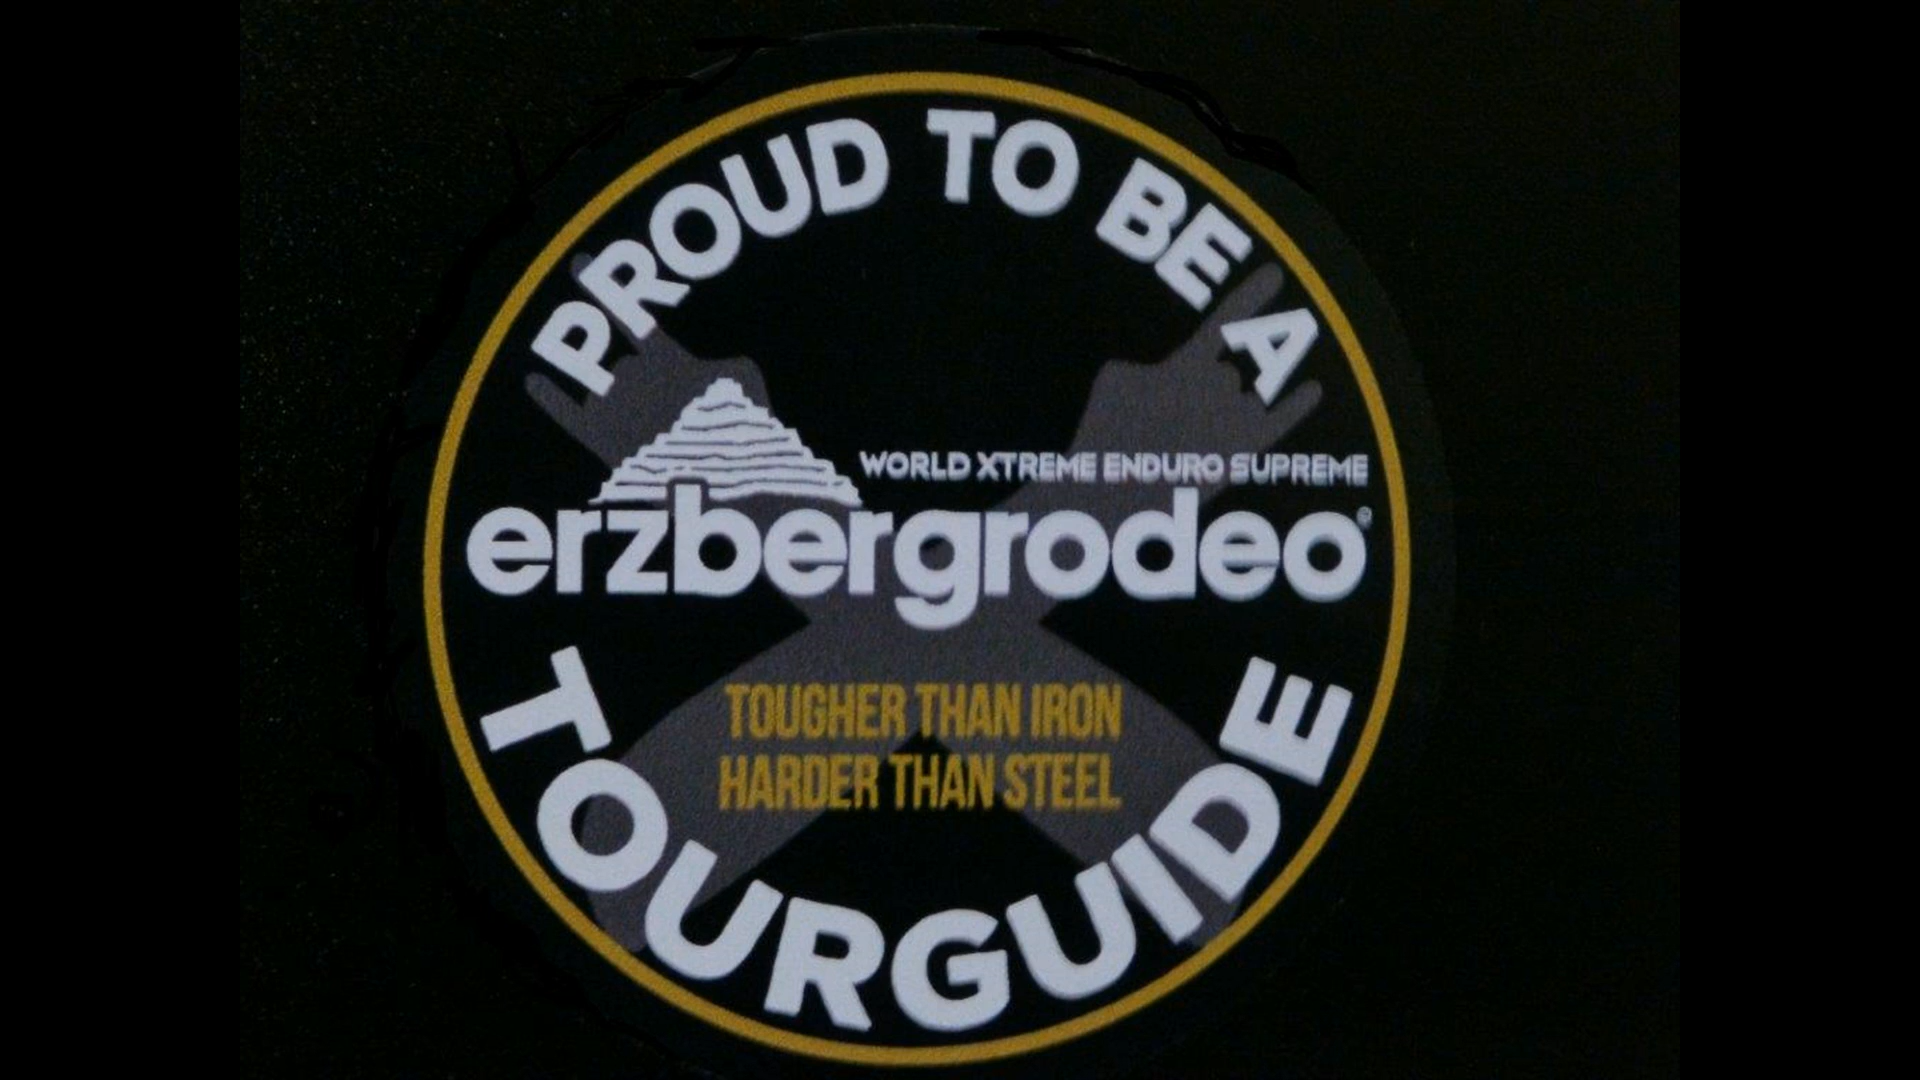 PROUD TO BE A
WORLD XTREME ENDURO SUPREME
erzbergrodeo®
TOUGHER THAN IRON
HARDER THAN STEEL
TOURGUIDE